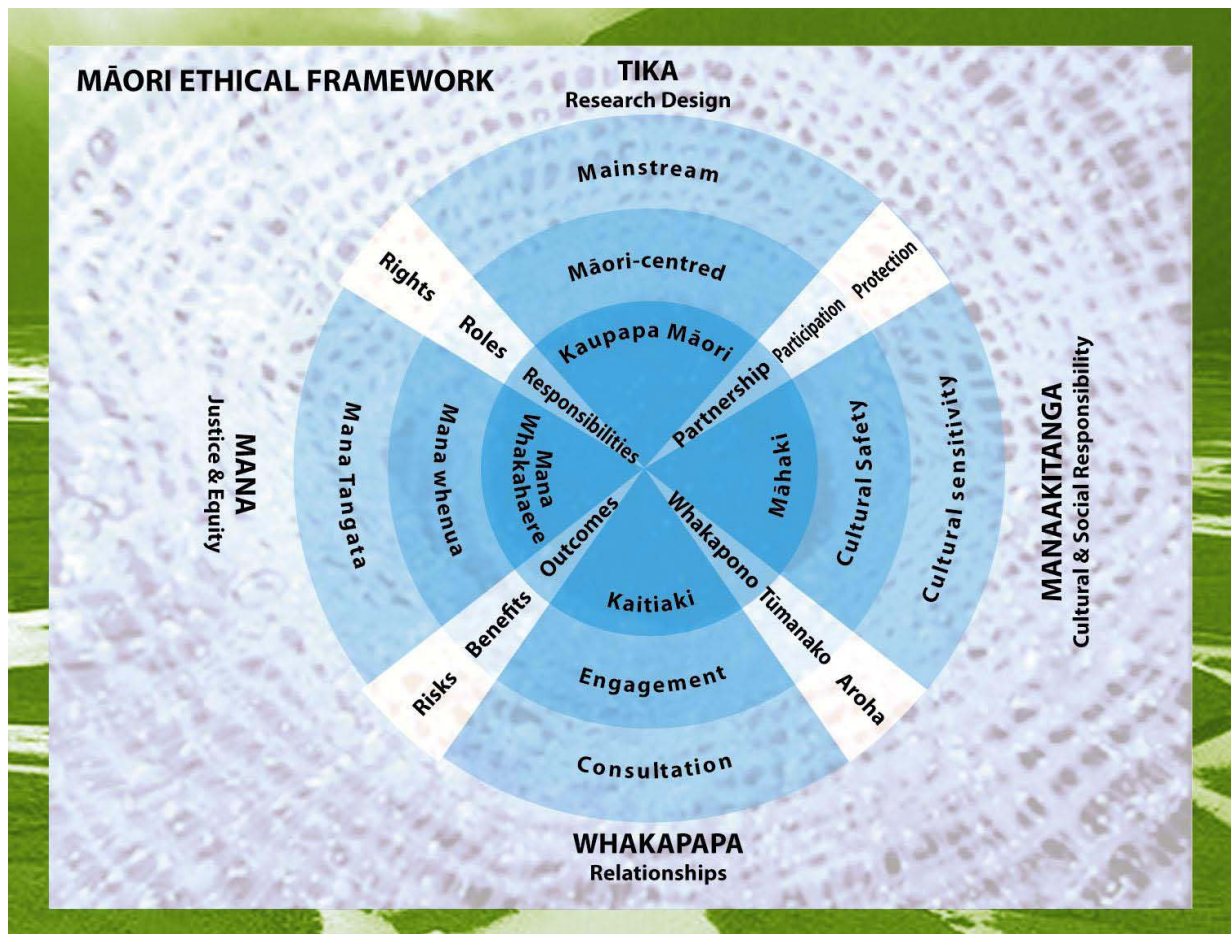 MĀORI ETHICAL FRAMEWORK
TIKA
Research Design
Mainstream
Māori-centred
Kaupapa Māori
Rights
Roles
Responsibilities
Protection
Participation
Partnership
MANA
Justice & Equity
Mana Tangata
Mana whenua
Mana
Whakahaere
Māhaki
Cultural Safety
Cultural sensitivity
MANAAKITANGA
Cultural & Social Responsibility
Outcomes
Benefits
Risks
Whakapono
Tūmanako
Aroha
Kaitiaki
Engagement
Consultation
WHAKAPAPA
Relationships